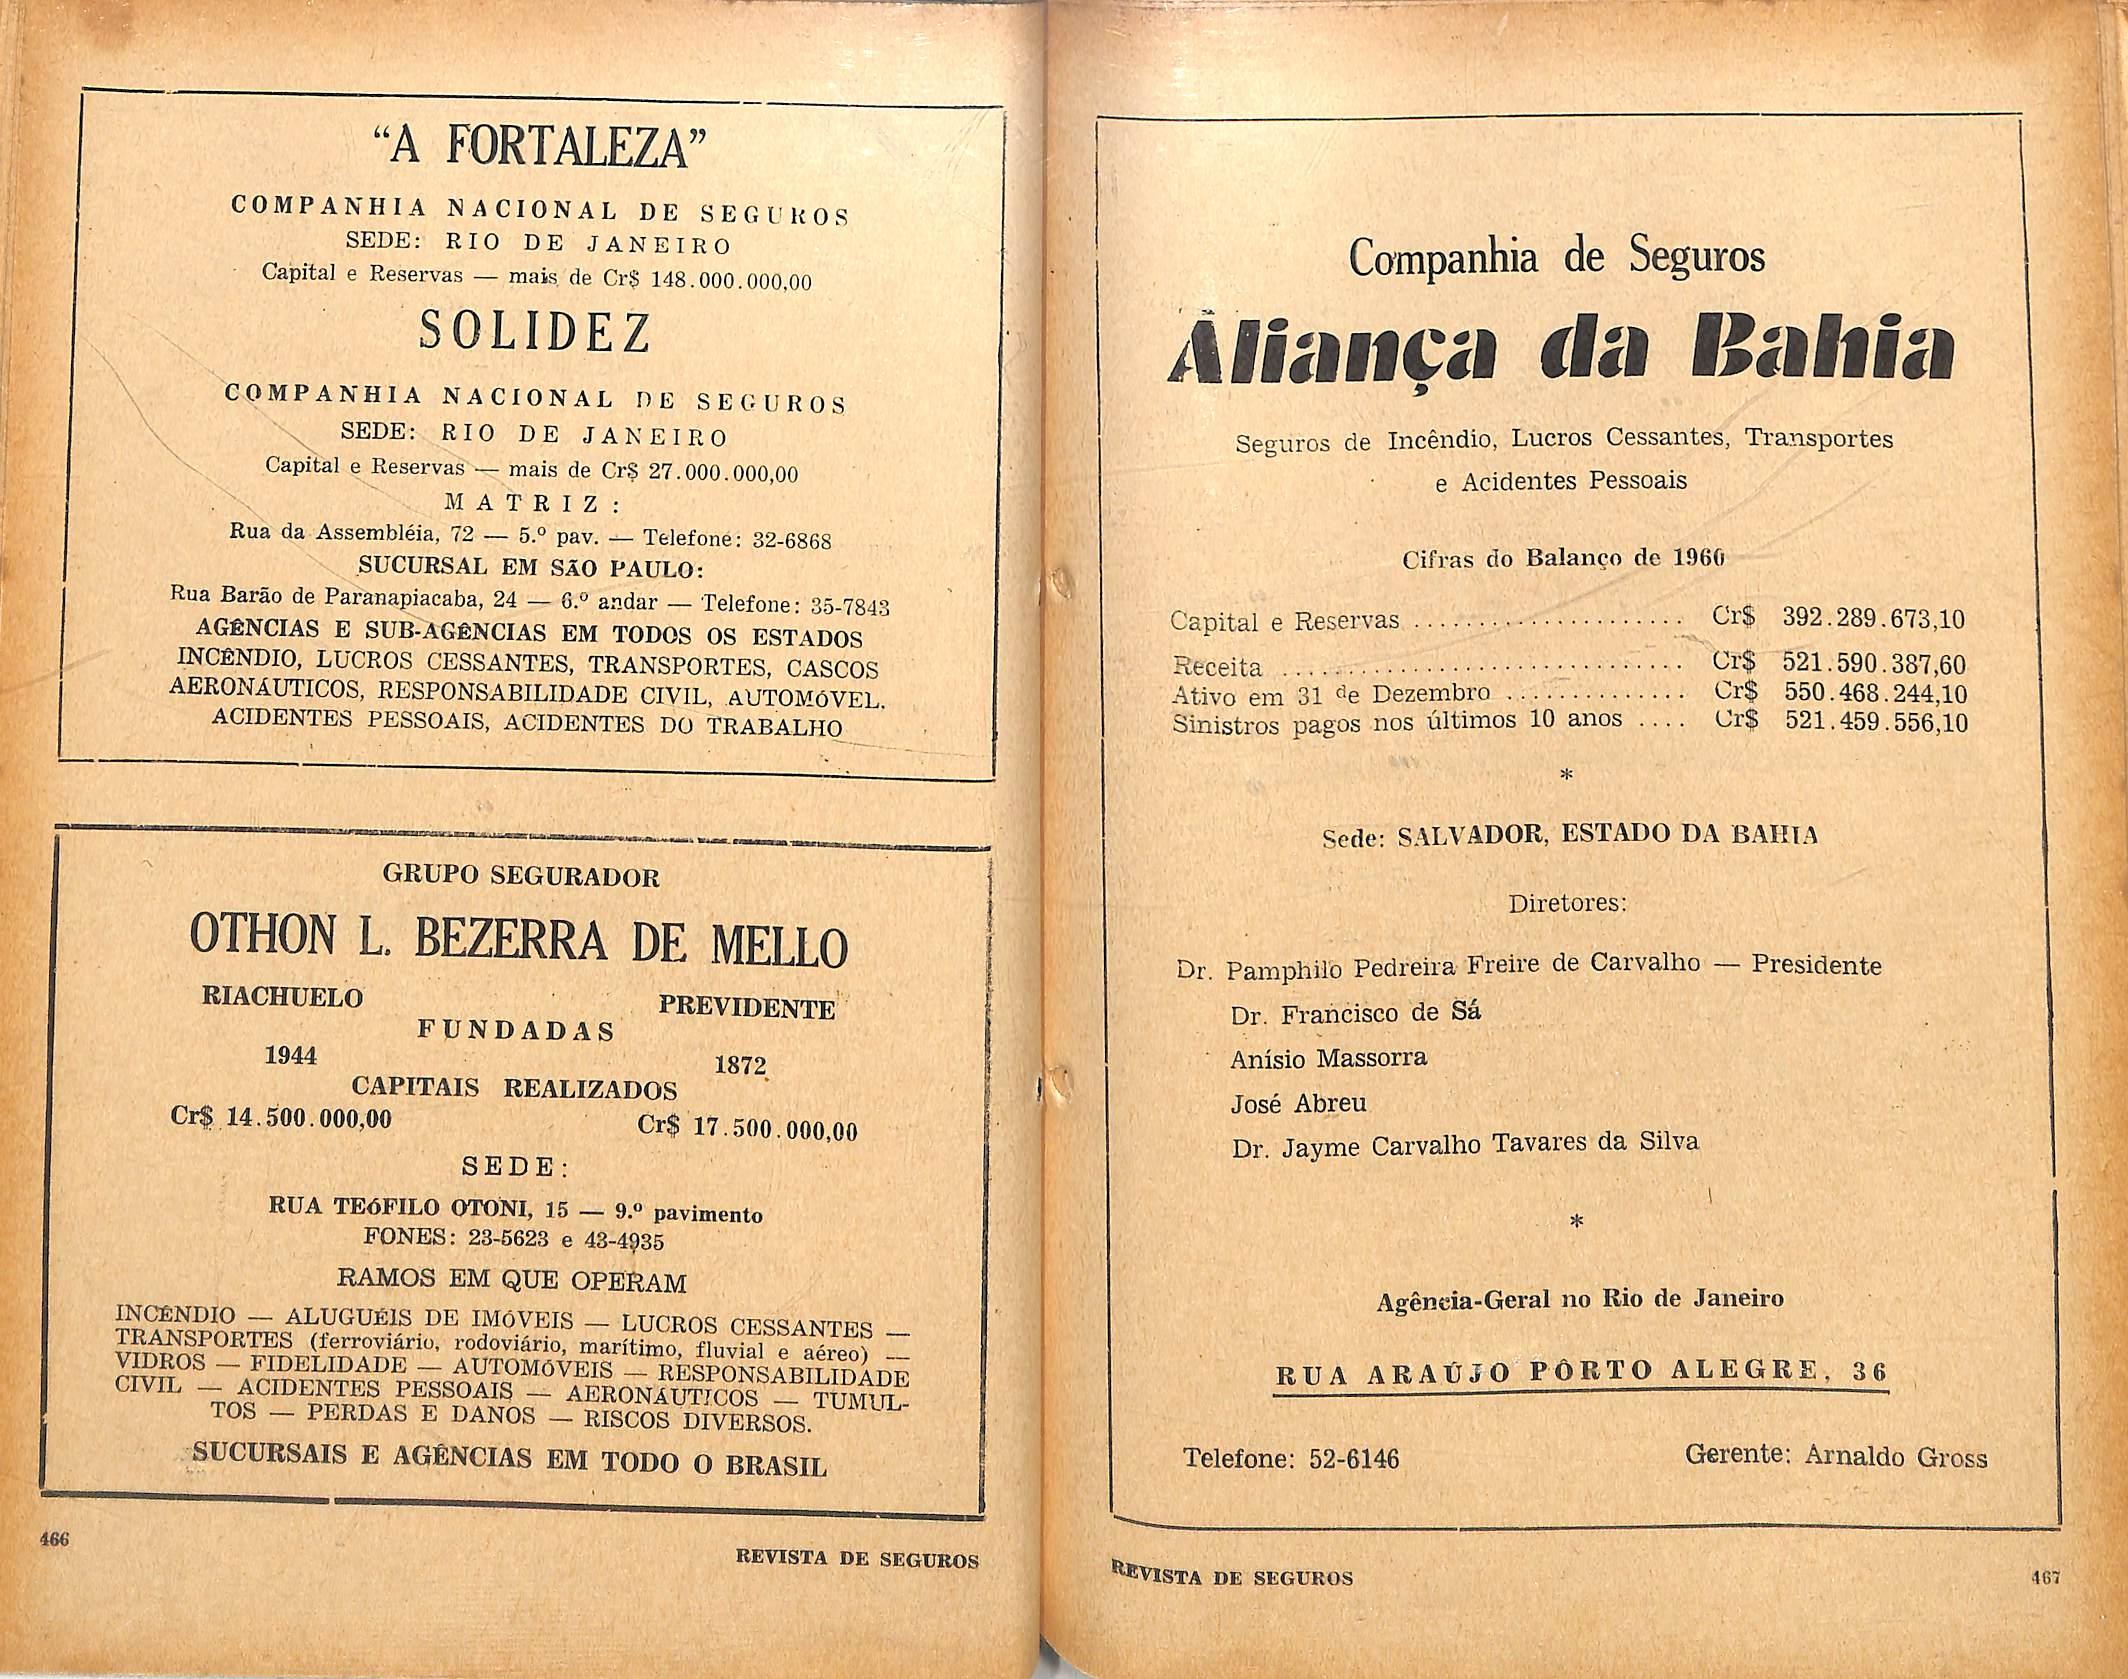 “A FORTALEZA”
COMPANHIA NACIONAL DE SEGUROS
SEDE: RIO DE JANEIRO
Capital e Reservas — mais de Cr$ 148.000.000,00
SOLIDEZ
COMPANHIA NACIONAL DE SEGUROS
SEDE: RIO DE JANEIRO
Capital e Reservas — mais de Cr$ 27.000.000,00
MATRIZ:
Rua da Assembléia, 72 — 5.º pav. — Telefone: 32-6868
SUCURSAL EM SÃO PAULO:
Rua Barão de Paranapiacaba, 24 — 6.º andar — Telefone: 35-7843
AGÊNCIAS E SUB-AGÊNCIAS EM TODOS OS ESTADOS
INCÊNDIO, LUCROS CESSANTES, TRANSPORTES, CASCOS
AERONÁUTICOS, RESPONSABILIDADE CIVIL, AUTOMÓVEL.
ACIDENTES PESSOAIS, ACIDENTES DO TRABALHO
GRUPO SEGURADOR
OTHON L. BEZERRA DE MELLO
RIACHUELO PREVIDENTE
FUNDADAS
1944 1872
CAPITAIS REALIZADOS
Cr$ 14.500.000,00 Cr$ 17.500.000,00
SEDE:
RUA TEÓFILO OTONI, 15 — 9.º pavimento
FONES: 23-5623 e 43-4935
RAMOS EM QUE OPERAM
INCÊNDIO — ALUGUÉIS DE IMÓVEIS — LUCROS CESSANTES —
TRANSPORTES (ferroviário, rodoviário, marítimo, fluvial e aéreo) —
VIDROS — FIDELIDADE — AUTOMÓVEIS — RESPONSABILIDADE
CIVIL — ACIDENTES PESSOAIS — AERONÁUTICOS — TUMUL-
TOS — PERDAS E DANOS — RISCOS DIVERSOS.
SUCURSAIS E AGÊNCIAS EM TODO O BRASIL
466
REVISTA DE SEGUROS
Companhia de Seguros
Aliança da Bahia
Seguros de Incêndio, Lucros Cessantes, Transportes
e Acidentes Pessoais
Cifras do Balanço de 1960
Capital e Reservas ..................... Cr$ 392.289.673,10
Receita ............................... Cr$ 521.590.387,60
Ativo em 31 de Dezembro .............. Cr$ 550.468.244,10
Sinistros pagos nos últimos 10 anos .... Cr$ 521.459.556,10
*
Sede: SALVADOR, ESTADO DA BAHIA
Diretores:
Dr. Pamphilo Pedreira Freire de Carvalho — Presidente
Dr. Francisco de Sá
Anísio Massorra
José Abreu
Dr. Jayme Carvalho Tavares da Silva
*
Agência-Geral no Rio de Janeiro
RUA ARAÚJO PÔRTO ALEGRE, 36
Telefone: 52-6146 Gerente: Arnaldo Gross
REVISTA DE SEGUROS
467